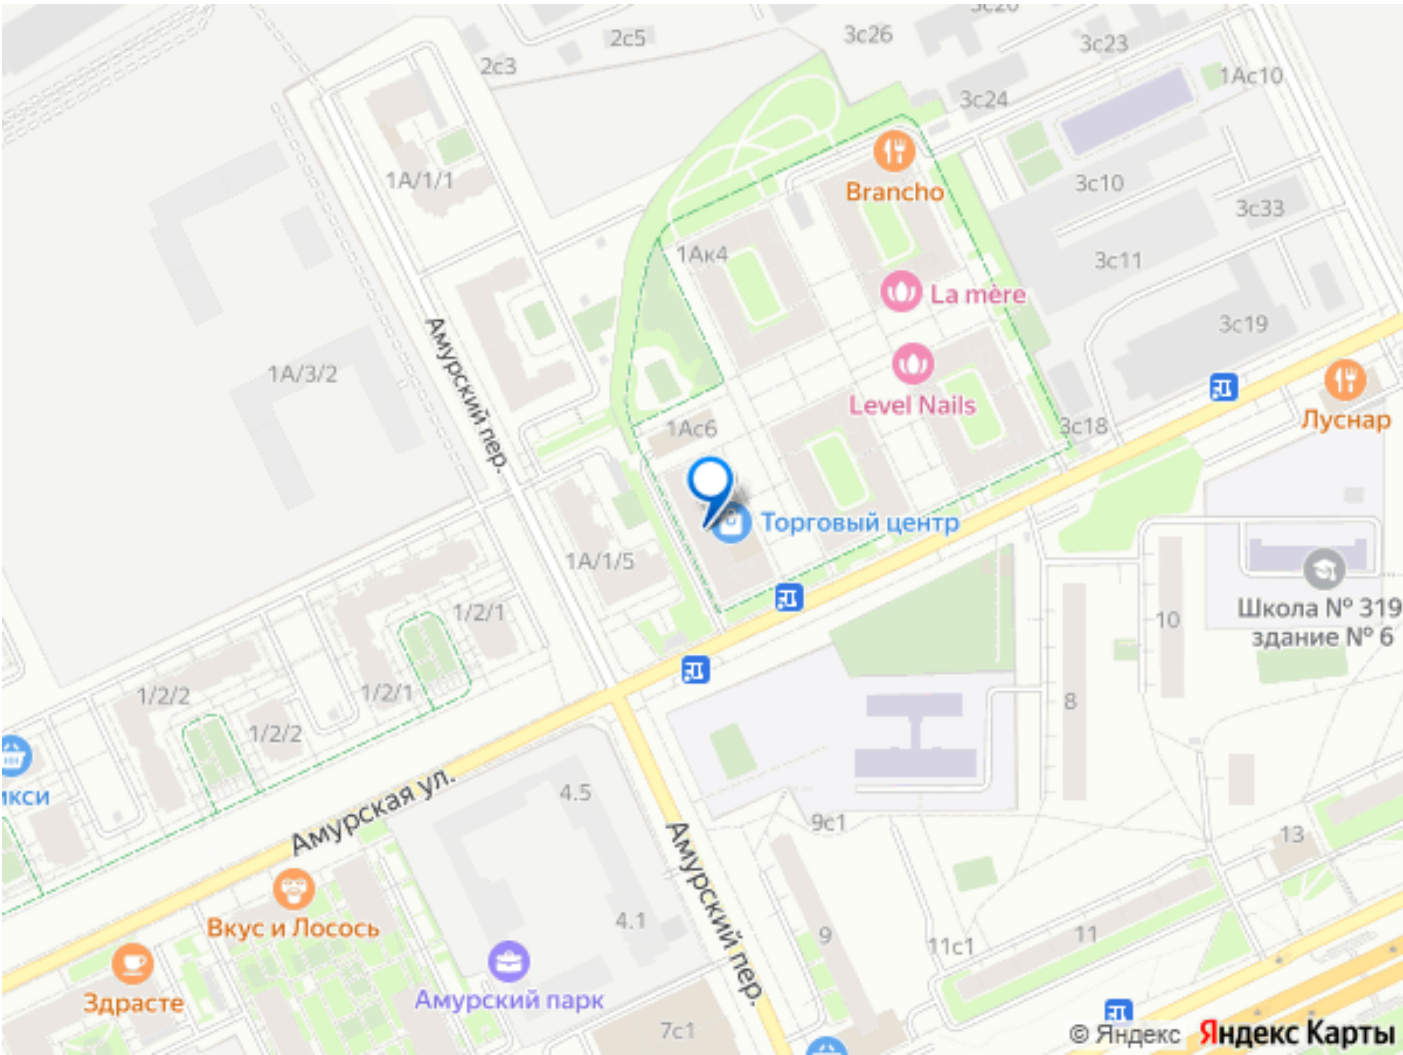 3с26
2с5
3с23
2с3
1Ас10
3с24
1А/1/1
3с10
Brancho
3с33
1Ак4
3с11
La mère
3с19
Амурский пер.
1А/3/2
Level Nails
Луснар
1Ас6
3с18
Торговый центр
1А/1/5
Школа № 319
здание № 6
1/2/1
10
1/2/2
1/2/1
8
1/2/2
икси
4.5
Амурская ул.
9с1
13
Амурский пер.
Вкус и Лосось
4.1
9
11с1
11
Здрасте
Амурский парк
7с1
© Яндекс Яндекс Карты